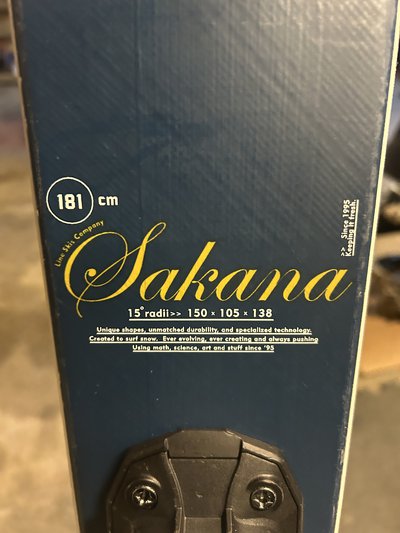 181 cm
Line Skis Company
>> Since 1995
Keeping it fresh.
Sakana
15° radii>> 150 × 105 × 138
Unique shapes, unmatched durability, and specialized technology.
Created to surf snow. Ever evolving, ever creating and always pushing
Using math, science, art and stuff since '95